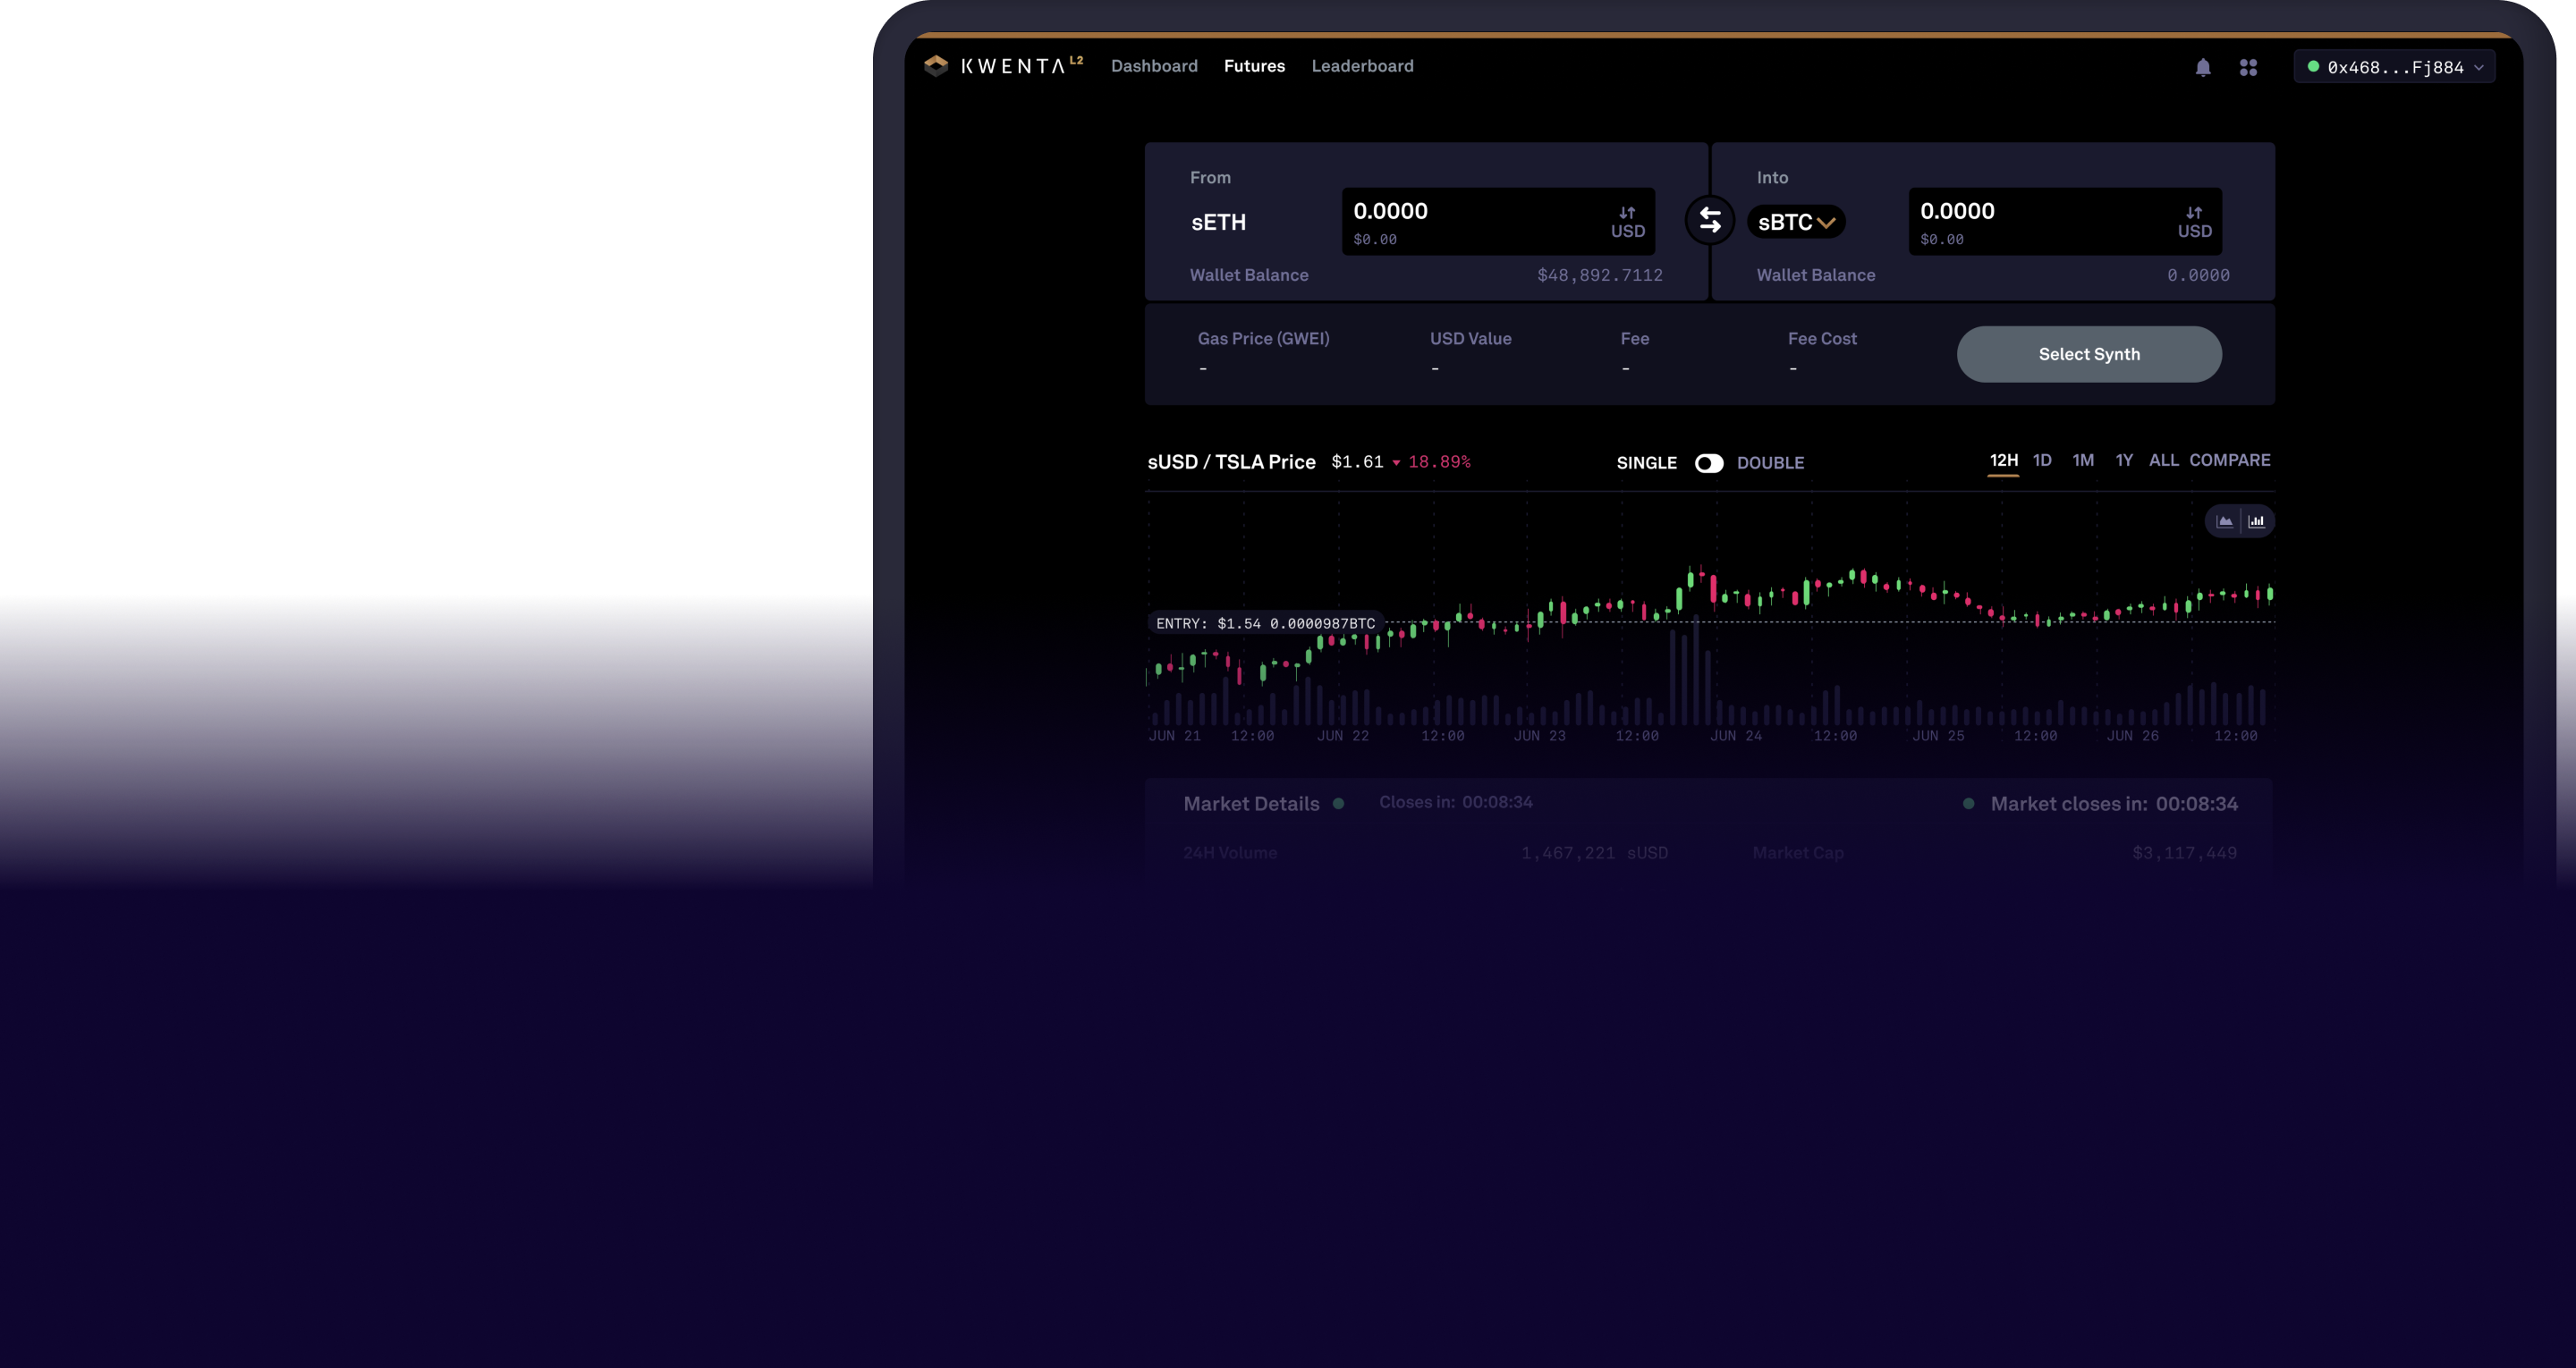 KWENTA L2 Dashboard Futures Leaderboard 0x468...Fj884
From Into
sETH 0.0000 $0.00 USD sBTC 0.0000 $0.00 USD
Wallet Balance $48,892.7112 Wallet Balance 0.0000
Gas Price (GWEI) USD Value Fee Fee Cost Select Synth
- - - -
sUSD / TSLA Price $1.61 18.89% SINGLE DOUBLE 12H 1D 1M 1Y ALL COMPARE
ENTRY: $1.54 0.0000987BTC
JUN 21 12:00 JUN 22 12:00 JUN 23 12:00 JUN 24 12:00 JUN 25 12:00 JUN 26 12:00
Market Details Closes in: 00:08:34 Market closes in: 00:08:34
24H Volume 1,467,221 sUSD Market Cap $3,117,449